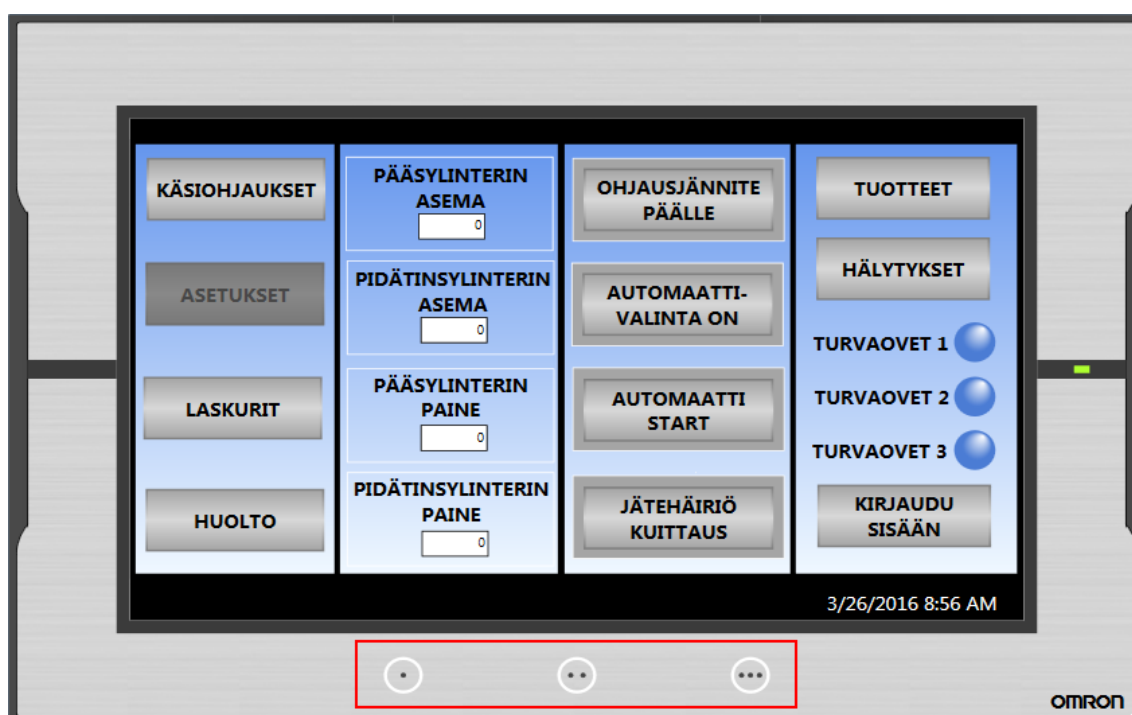 KÄSIOHJAUKSET
ASETUKSET
LASKURIT
HUOLTO
PÄÄSYLINTERIN
ASEMA
0
PIDÄTINSYLINTERIN
ASEMA
0
PÄÄSYLINTERIN
PAINE
0
PIDÄTINSYLINTERIN
PAINE
0
OHJAUSJÄNNITE
PÄÄLLE
AUTOMAATTI-
VALINTA ON
AUTOMAATTI
START
JÄTEHÄIRIÖ
KUITTAUS
TUOTTEET
HÄLYTYKSET
TURVAOVET 1
TURVAOVET 2
TURVAOVET 3
KIRJAUDU
SISÄÄN
3/26/2016 8:56 AM
OMRON